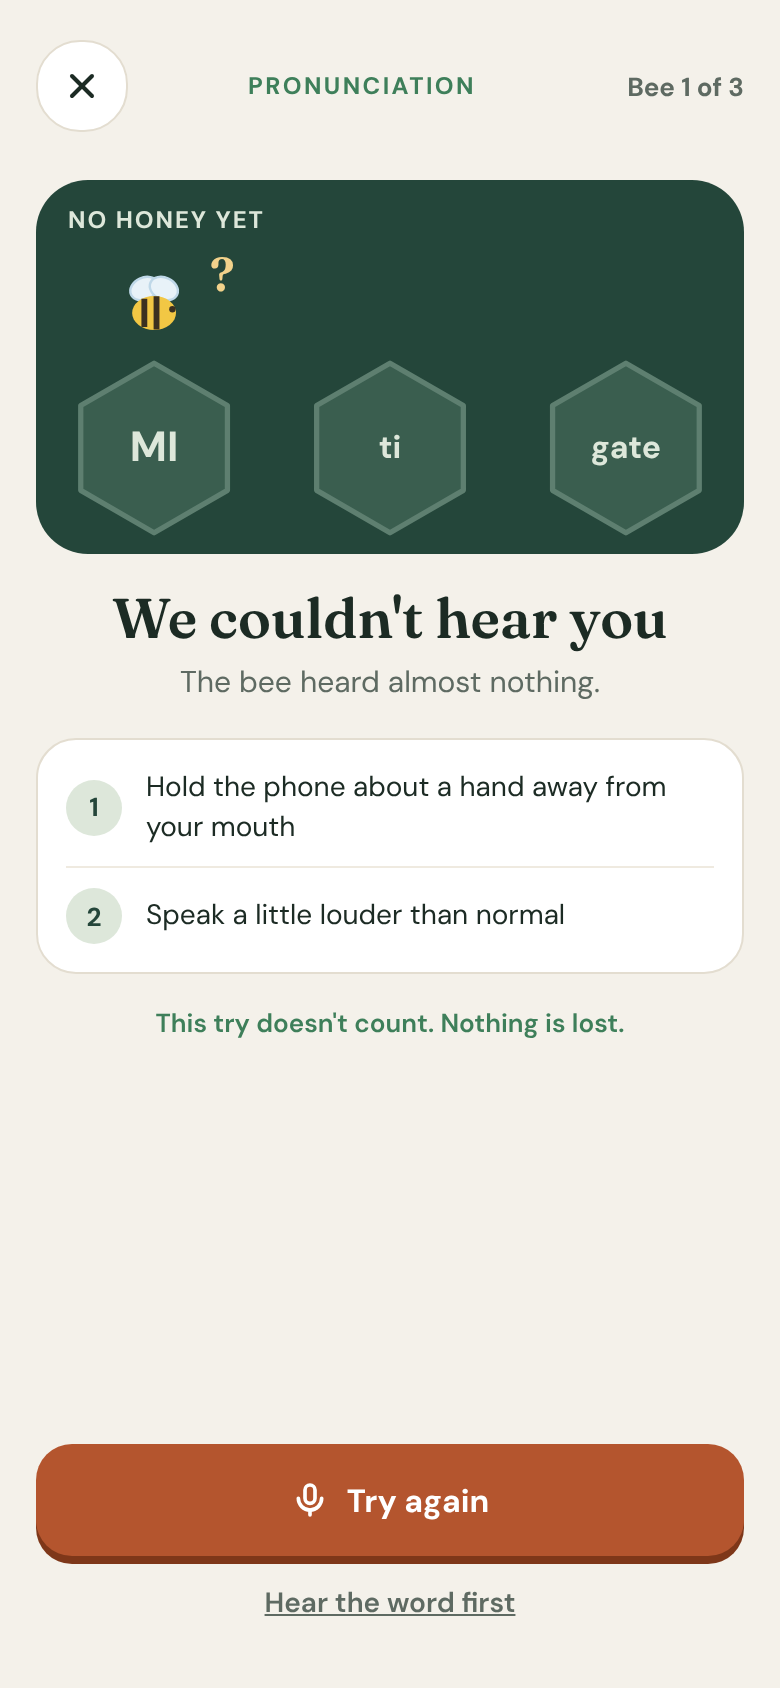 PRONUNCIATION
Bee 1 of 3
NO HONEY YET
?
MI
ti
gate
We couldn't hear you
The bee heard almost nothing.
1
Hold the phone about a hand away from
your mouth
2
Speak a little louder than normal
This try doesn't count. Nothing is lost.
Try again
Hear the word first